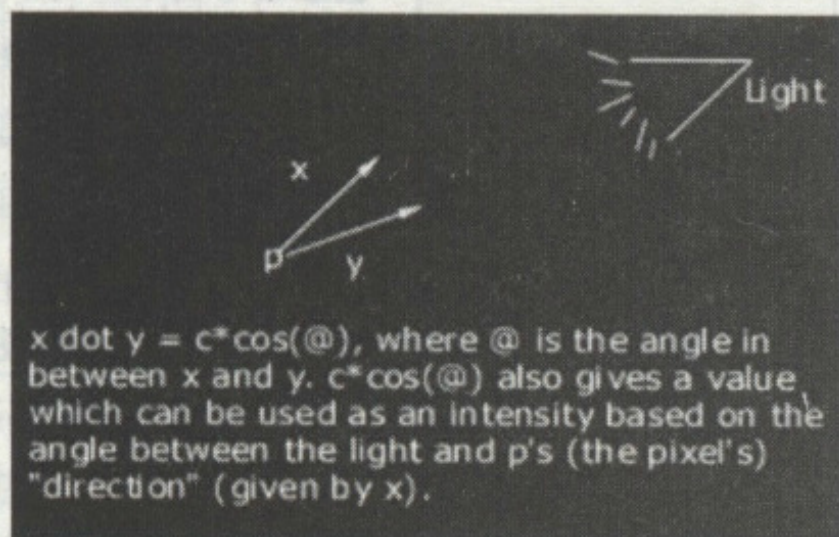 Light
x
p
y
x dot y = c*cos(@), where @ is the angle in
between x and y. c*cos(@) also gives a value
which can be used as an intensity based on the
angle between the light and p's (the pixel's)
"direction" (given by x).